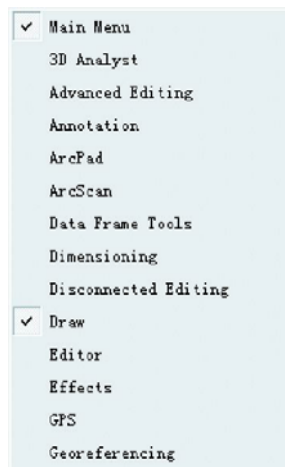 Main Menu
3D Analyst
Advanced Editing
Annotation
ArcPad
ArcScan
Data Frame Tools
Dimensioning
Disconnected Editing
Draw
Editor
Effects
GPS
Georeferencing